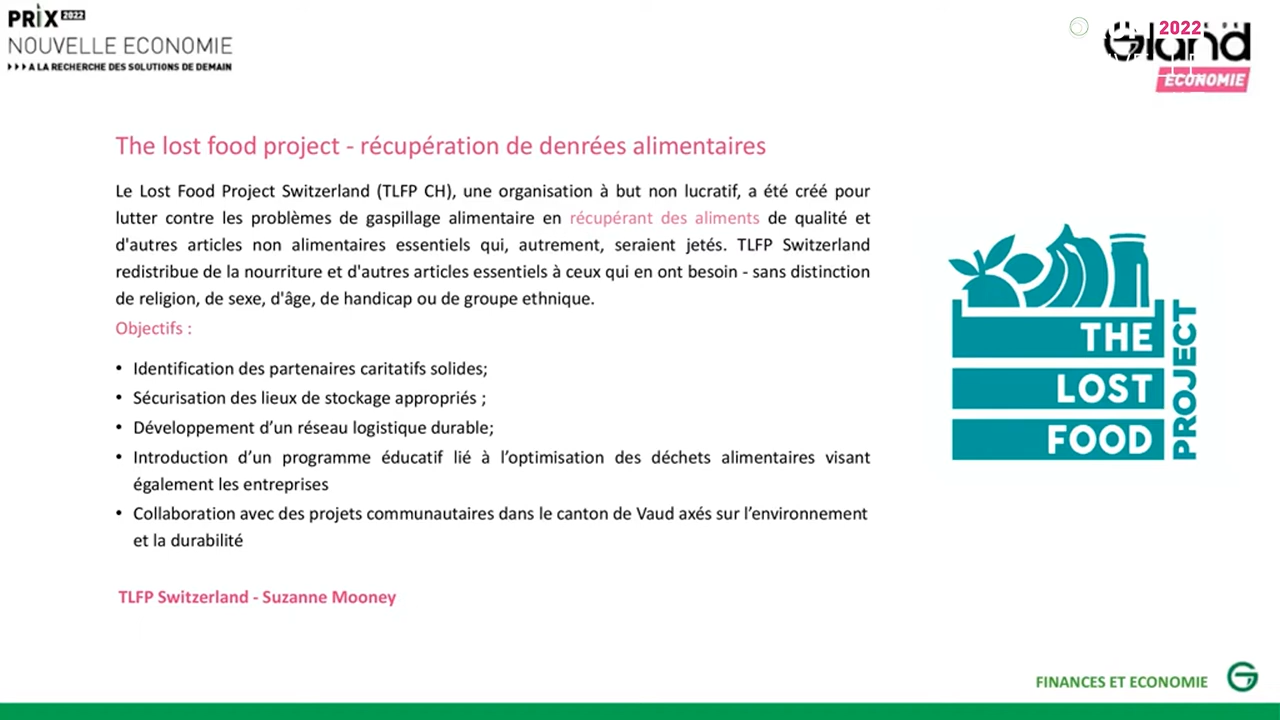 PRIX 2022
NOUVELLE ECONOMIE
A LA RECHERCHE DES SOLUTIONS DE DEMAIN
2022
Gland
ÉCONOMIE
The lost food project - récupération de denrées alimentaires
Le Lost Food Project Switzerland (TLFP CH), une organisation à but non lucratif, a été créé pour
lutter contre les problèmes de gaspillage alimentaire en récupérant des aliments de qualité et
d'autres articles non alimentaires essentiels qui, autrement, seraient jetés. TLFP Switzerland
redistribue de la nourriture et d'autres articles essentiels à ceux qui en ont besoin - sans distinction
de religion, de sexe, d'âge, de handicap ou de groupe ethnique.
Objectifs :
• Identification des partenaires caritatifs solides;
• Sécurisation des lieux de stockage appropriés ;
• Développement d’un réseau logistique durable;
• Introduction d’un programme éducatif lié à l’optimisation des déchets alimentaires visant
également les entreprises
• Collaboration avec des projets communautaires dans le canton de Vaud axés sur l’environnement
et la durabilité
TLFP Switzerland - Suzanne Mooney
THE
LOST
FOOD
PROJECT
FINANCES ET ECONOMIE